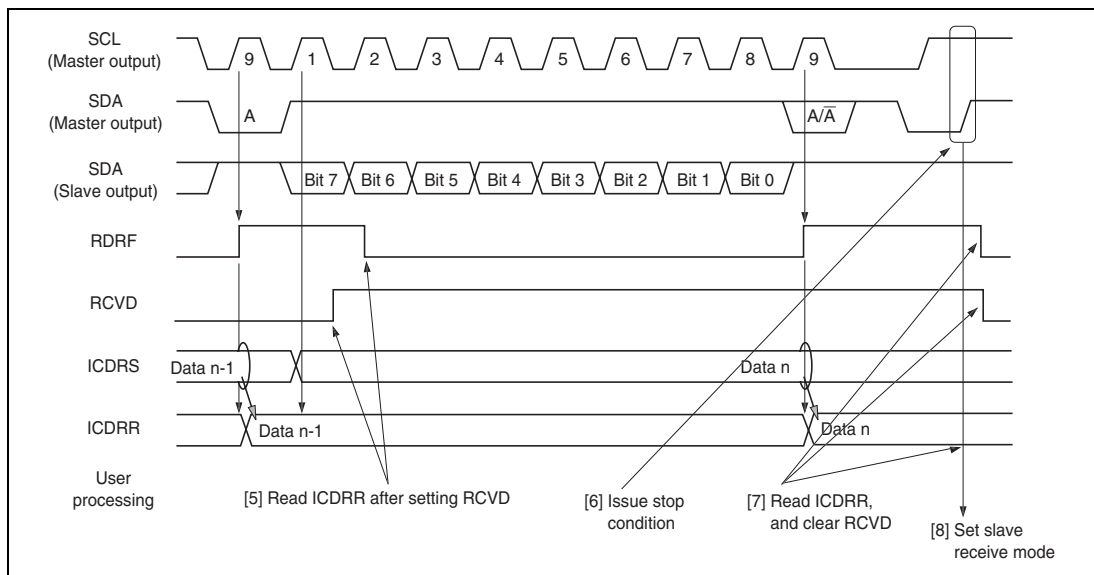 SCL
(Master output)
9 1 2 3 4 5 6 7 8 9
SDA
(Master output)
A A/A̅
SDA
(Slave output)
Bit 7 Bit 6 Bit 5 Bit 4 Bit 3 Bit 2 Bit 1 Bit 0
RDRF
RCVD
ICDRS
Data n-1 Data n
ICDRR
Data n-1 Data n
User
processing
[5] Read ICDRR after setting RCVD
[6] Issue stop
condition
[7] Read ICDRR,
and clear RCVD
[8] Set slave
receive mode